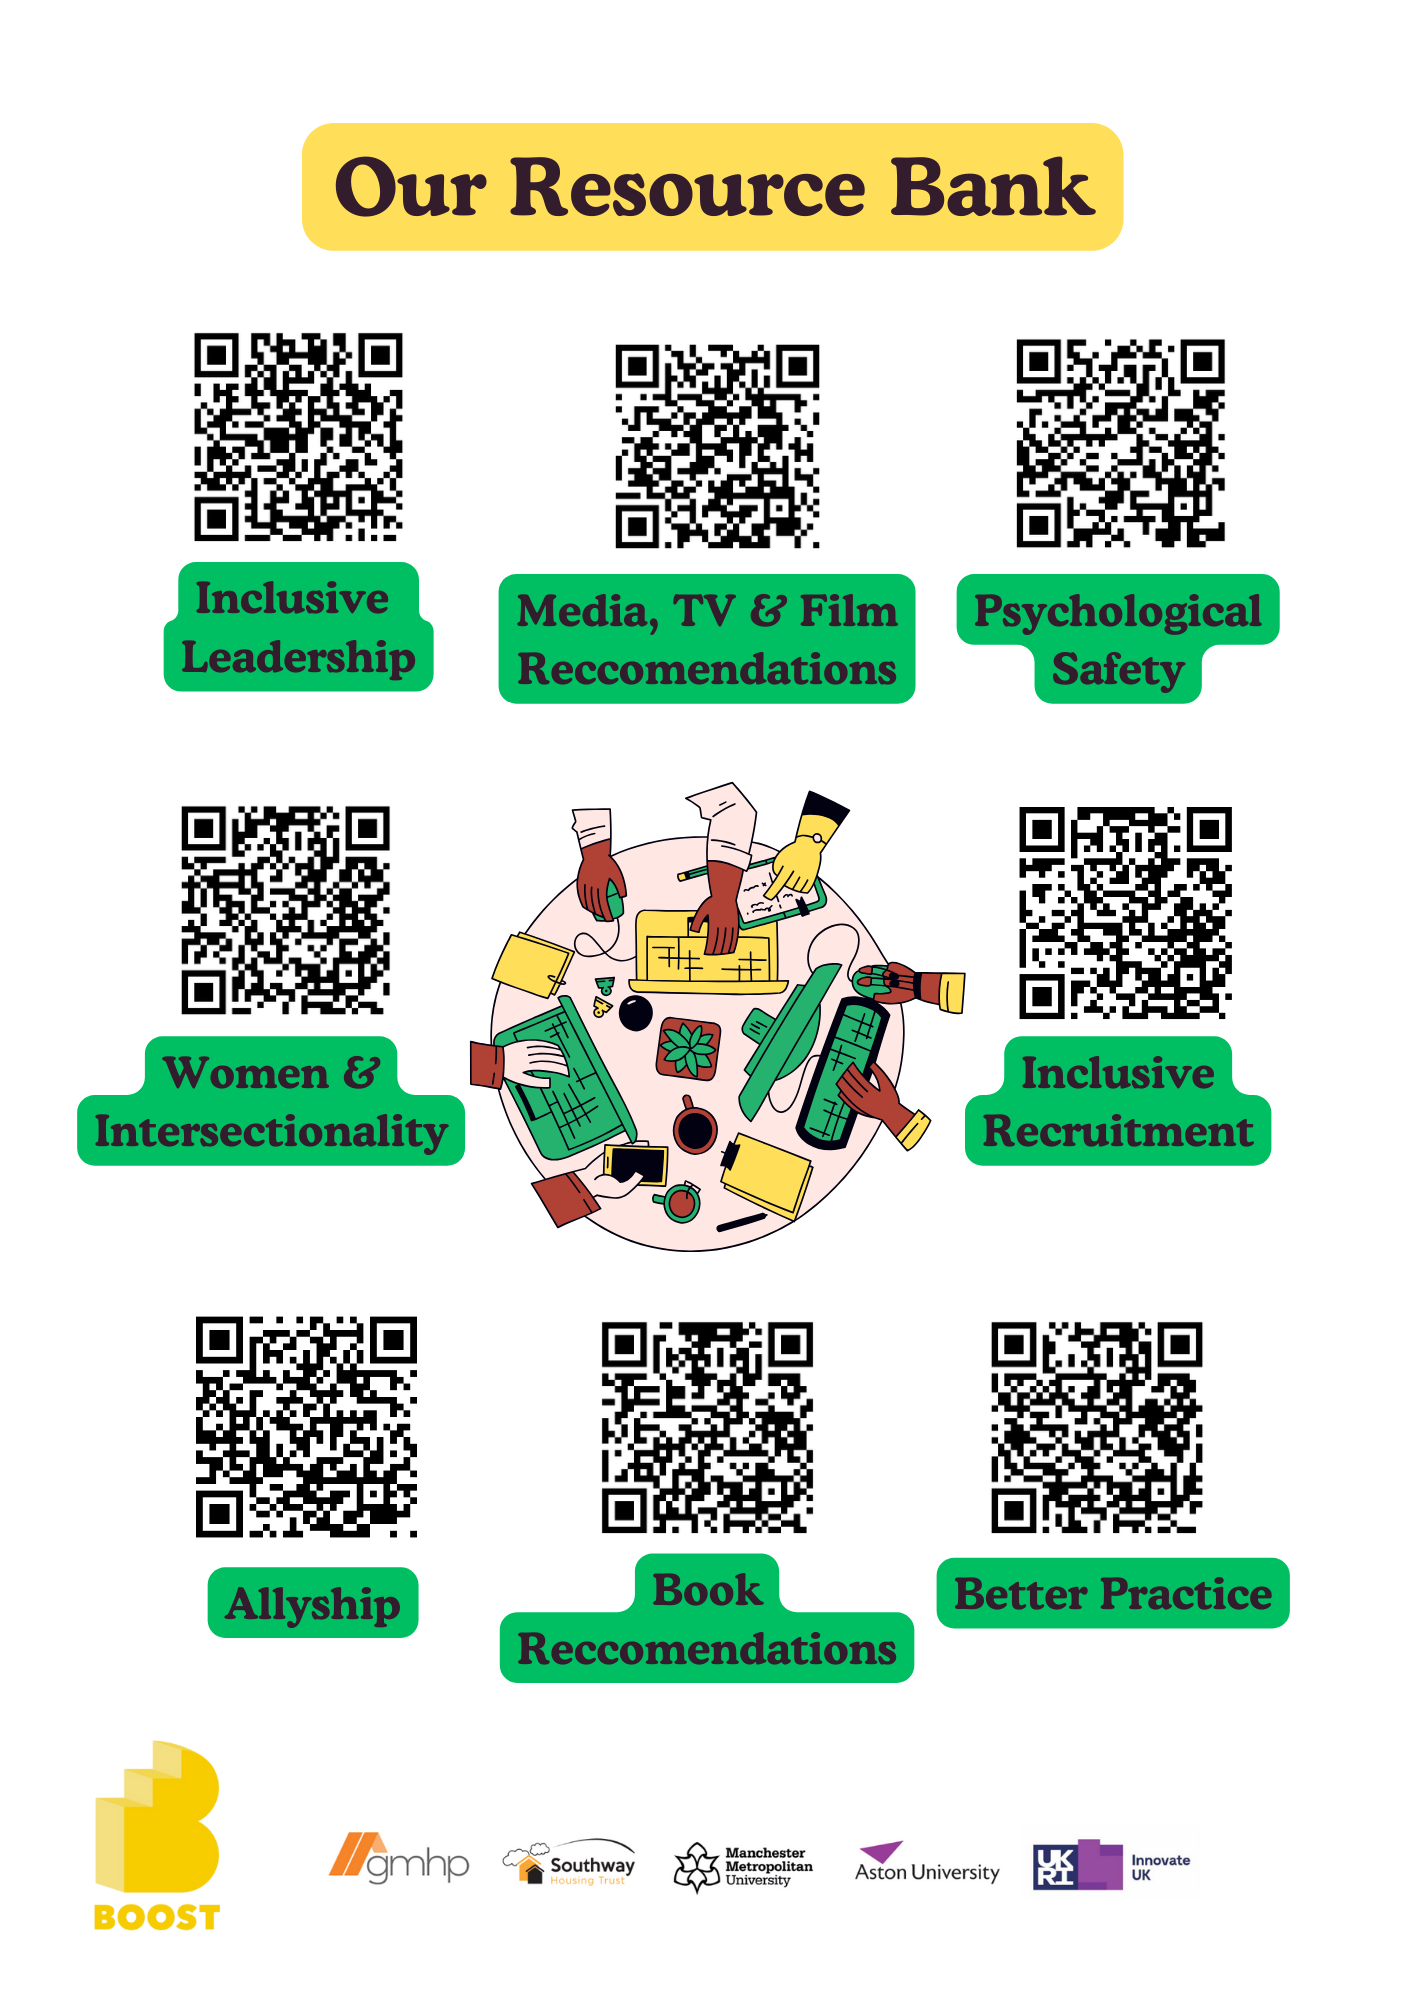 Our Resource Bank
Inclusive
Leadership
Media, TV & Film
Reccomendations
Psychological
Safety
Women &
Intersectionality
Inclusive
Recruitment
Allyship
Book
Reccomendations
Better Practice
BOOST
gmhp
Southway
Housing Trust
Manchester
Metropolitan
University
Aston University
UK
RI
Innovate
UK